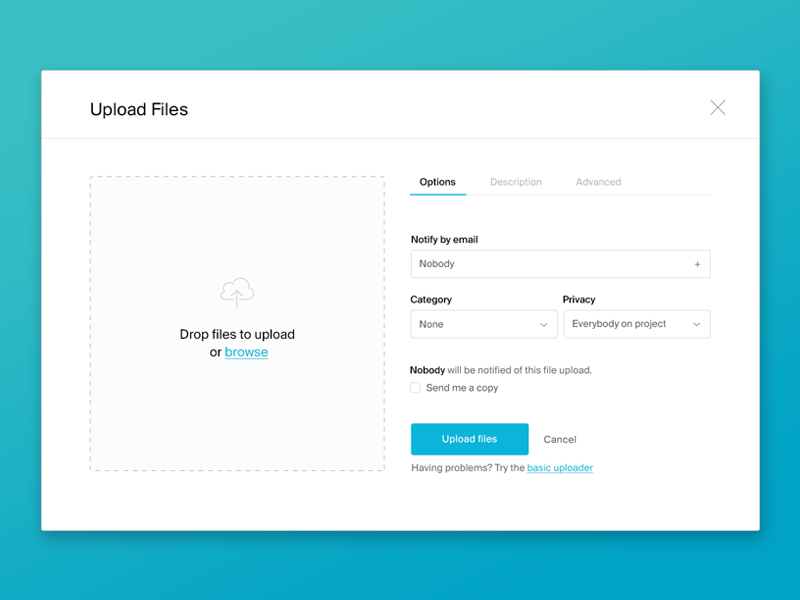 Upload Files
Drop files to upload
or browse
Options Description Advanced
Notify by email
Nobody +
Category Privacy
None Everybody on project
Nobody will be notified of this file upload.
Send me a copy
Upload files Cancel
Having problems? Try the basic uploader